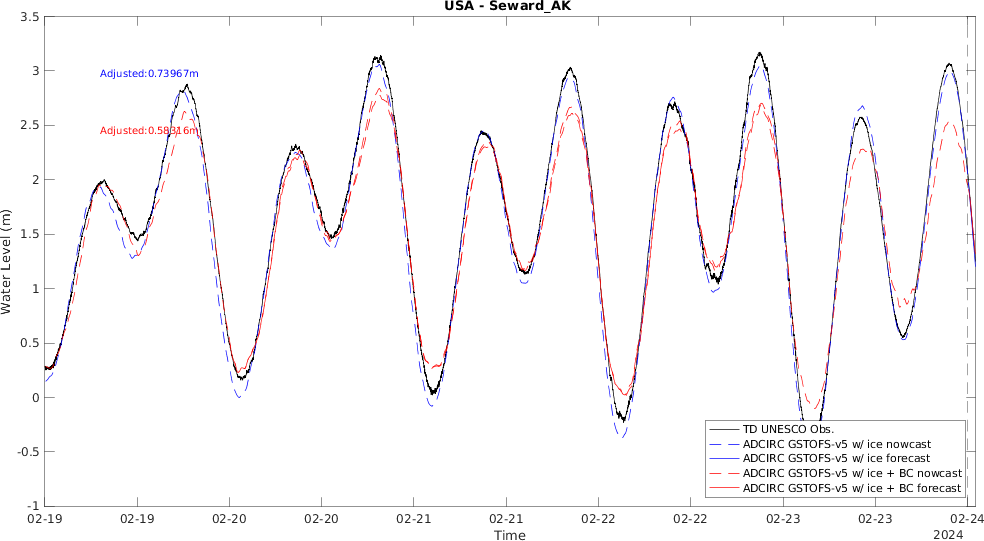 USA - Seward_AK
3.5
3
2.5
2
1.5
1
0.5
0
-0.5
-1
Water Level (m)
Adjusted:0.73967m
Adjusted:0.58316m
TD UNESCO Obs.
ADCIRC GSTOFS-v5 w/ ice nowcast
ADCIRC GSTOFS-v5 w/ ice forecast
ADCIRC GSTOFS-v5 w/ ice + BC nowcast
ADCIRC GSTOFS-v5 w/ ice + BC forecast
02-19 02-19 02-20 02-20 02-21 02-21 02-22 02-22 02-23 02-23 02-24
Time
2024